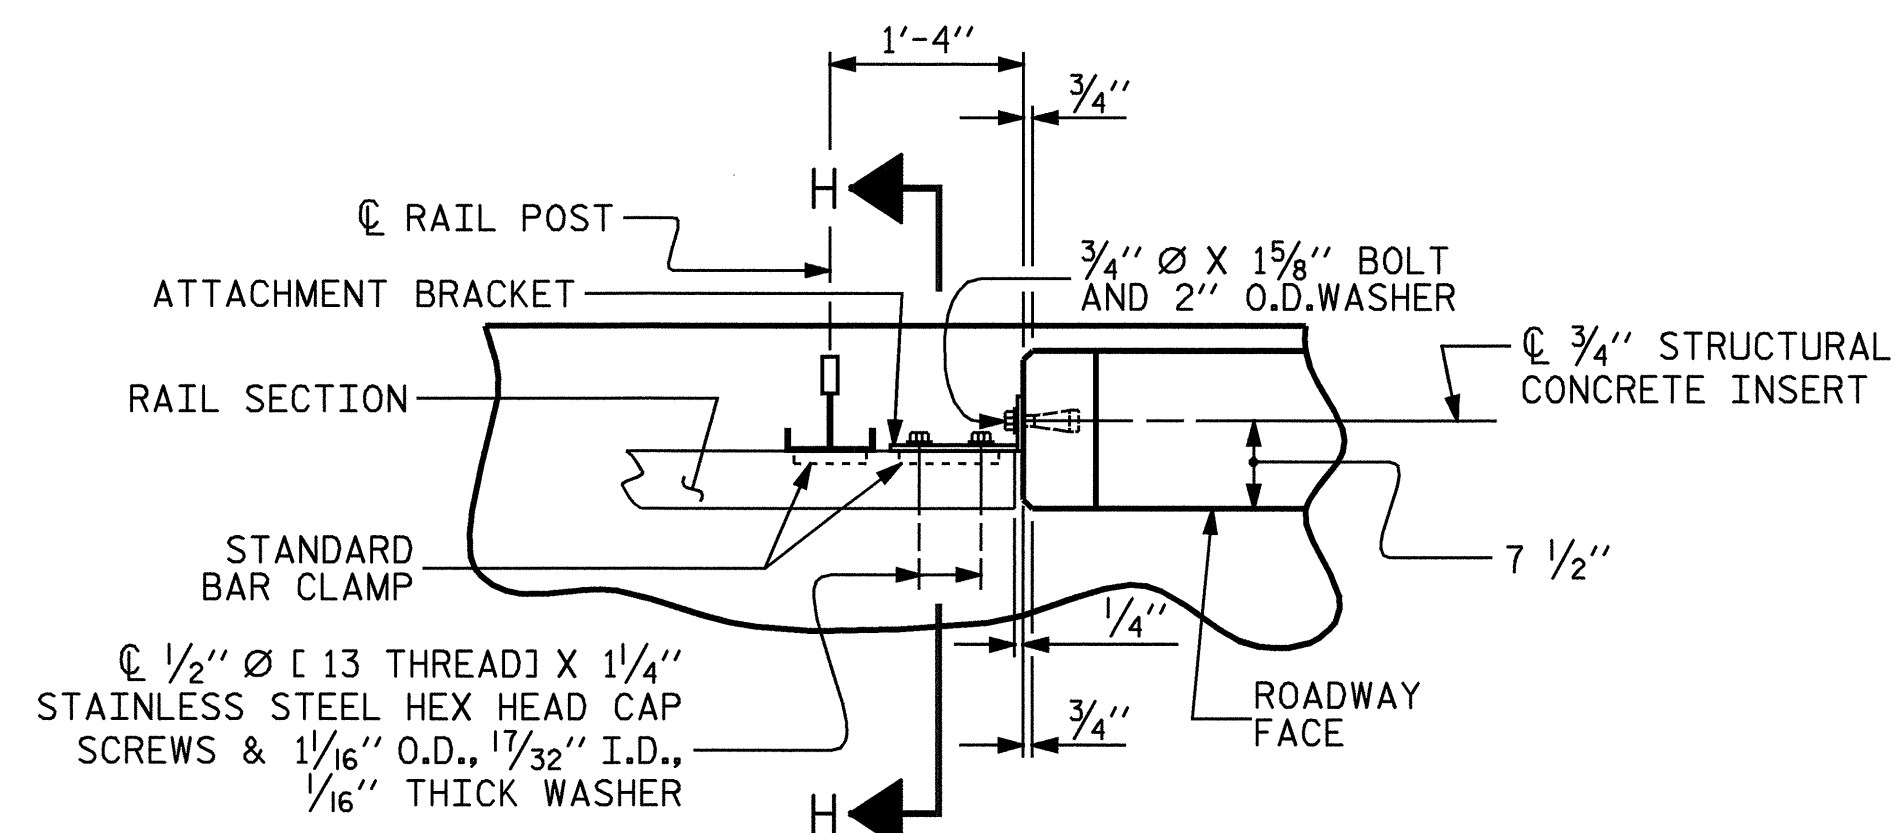 1'-4"
3/4"
H
℄ RAIL POST
3/4" Ø X 1 5/8" BOLT
AND 2" O.D.WASHER
ATTACHMENT BRACKET
℄ 3/4" STRUCTURAL
CONCRETE INSERT
RAIL SECTION
STANDARD
BAR CLAMP
7 1/2"
1/4"
℄ 1/2" Ø [ 13 THREAD] X 1 1/4"
STAINLESS STEEL HEX HEAD CAP
SCREWS & 1 1/16" O.D., 17/32" I.D.,
1/16" THICK WASHER
ROADWAY
FACE
3/4"
H